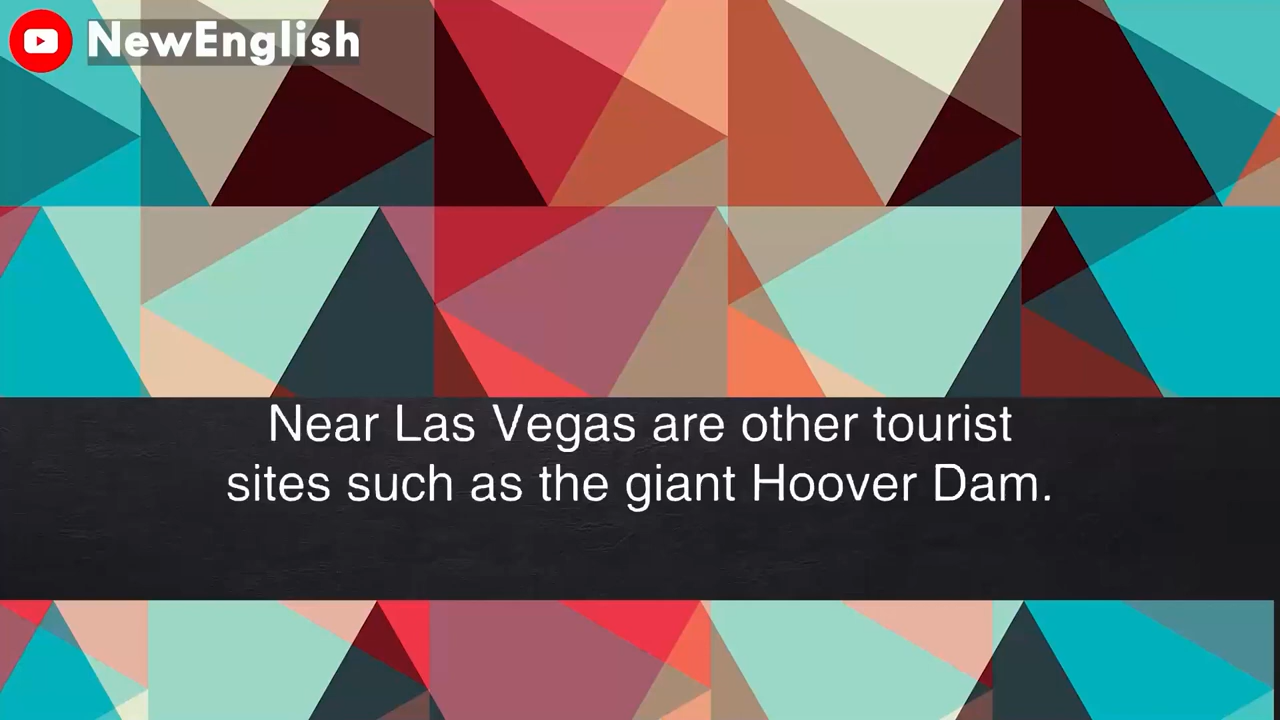 NewEnglish
Near Las Vegas are other tourist
sites such as the giant Hoover Dam.